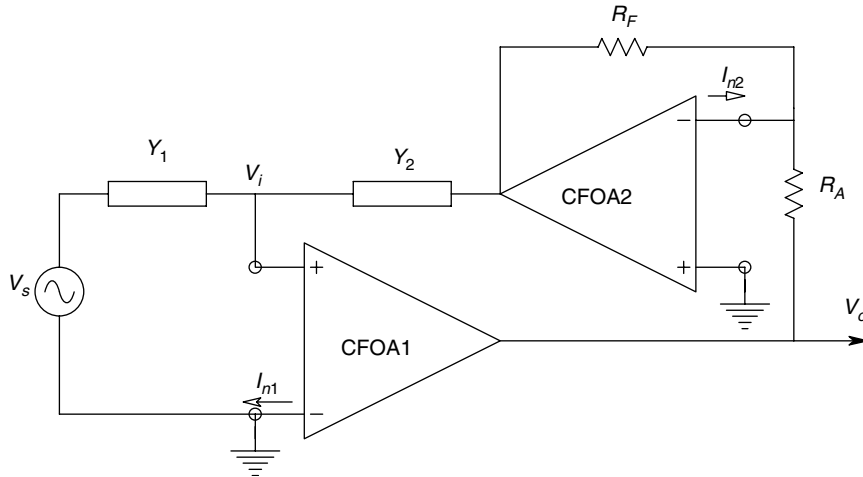 R_F
I_n2
Y_1
V_i
Y_2
−
CFOA2
R_A
+
+
V_s
CFOA1
V_o
I_n1
−